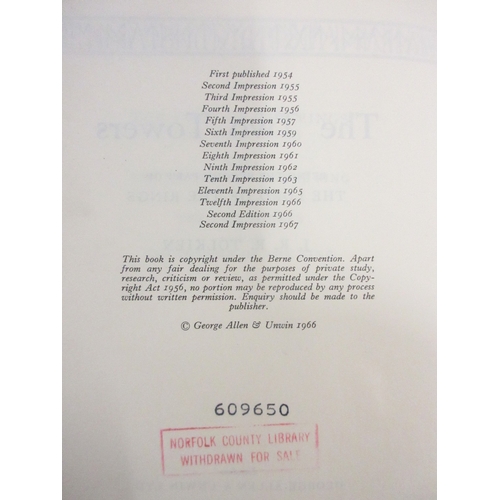 First published 1954
Second Impression 1955
Third Impression 1955
Fourth Impression 1956
Fifth Impression 1957
Sixth Impression 1959
Seventh Impression 1960
Eighth Impression 1961
Ninth Impression 1962
Tenth Impression 1963
Eleventh Impression 1965
Twelfth Impression 1966
Second Edition 1966
Second Impression 1967
This book is copyright under the Berne Convention. Apart
from any fair dealing for the purposes of private study,
research, criticism or review, as permitted under the Copy-
right Act 1956, no portion may be reproduced by any process
without written permission. Enquiry should be made to the
publisher.
© George Allen & Unwin 1966
609650
NORFOLK COUNTY LIBRARY
WITHDRAWN FOR SALE